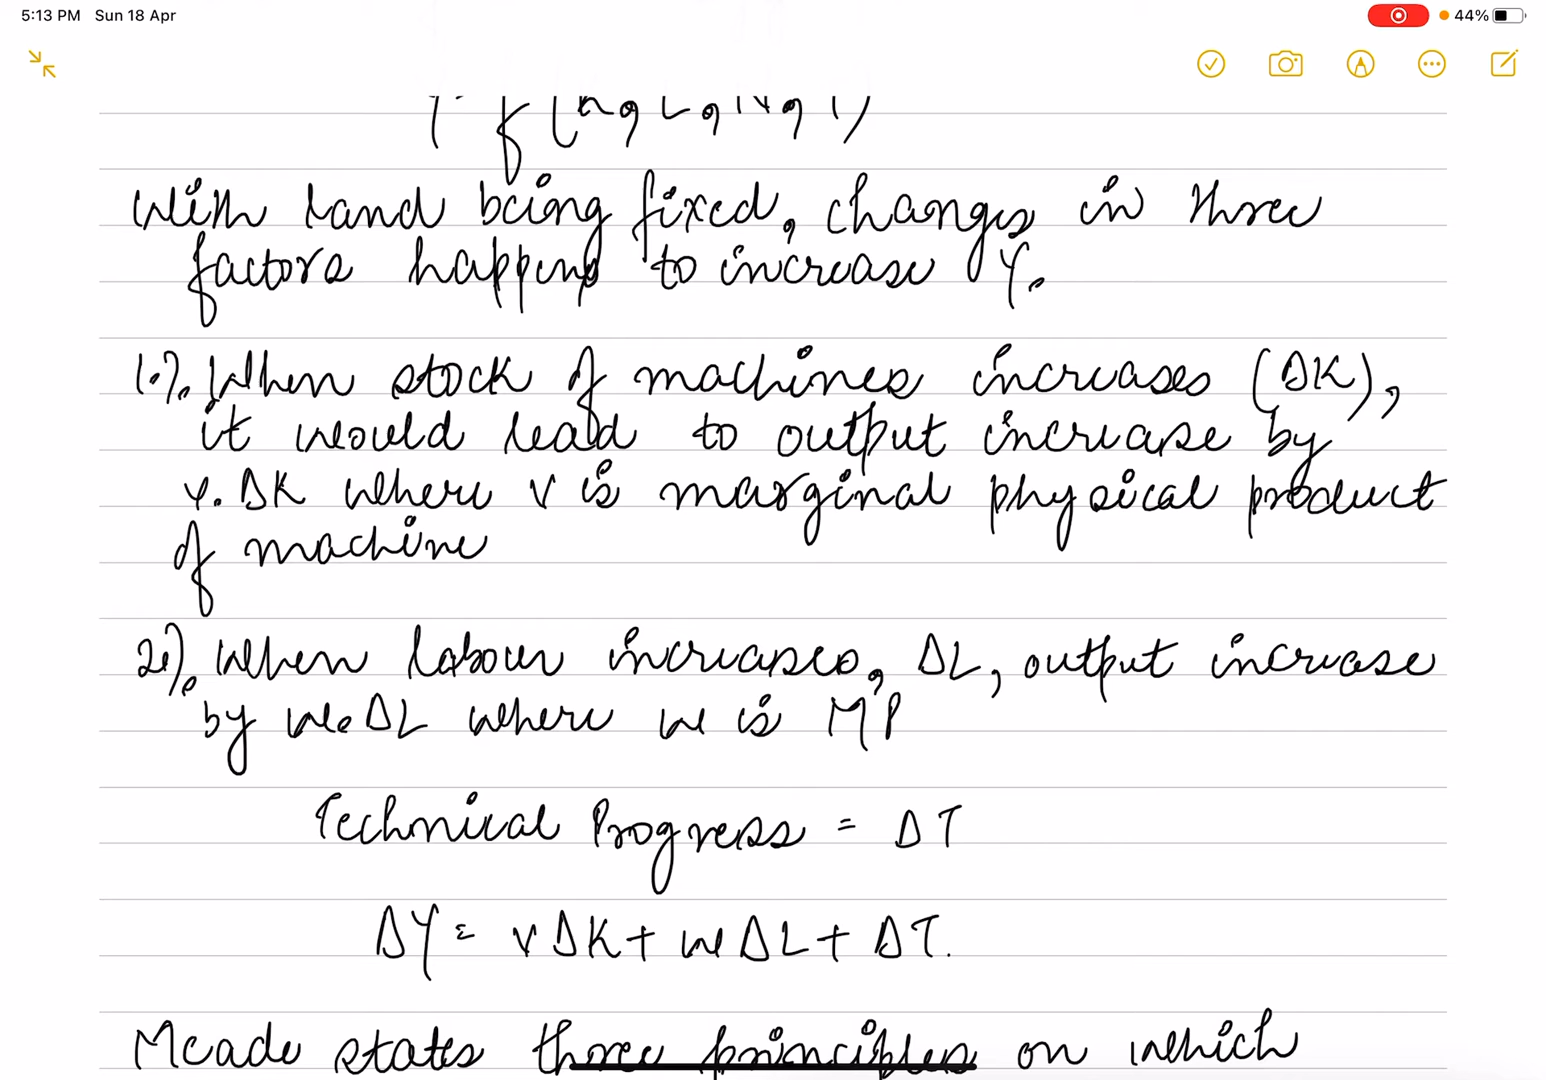 5:13 PM Sun 18 Apr
44%
Y = f (K, L, N, T)
With Land being fixed, changes in three
factors happens to increase Y.
1.). When stock of machines increases (ΔK),
it would lead to output increase by
V. ΔK where V is marginal physical product
of machine
2.). When labour increases, ΔL, output increase
by w.ΔL where w is MP
Technical Progress = ΔT
ΔY = VΔK + wΔL + ΔT.
Meade states three principles on which